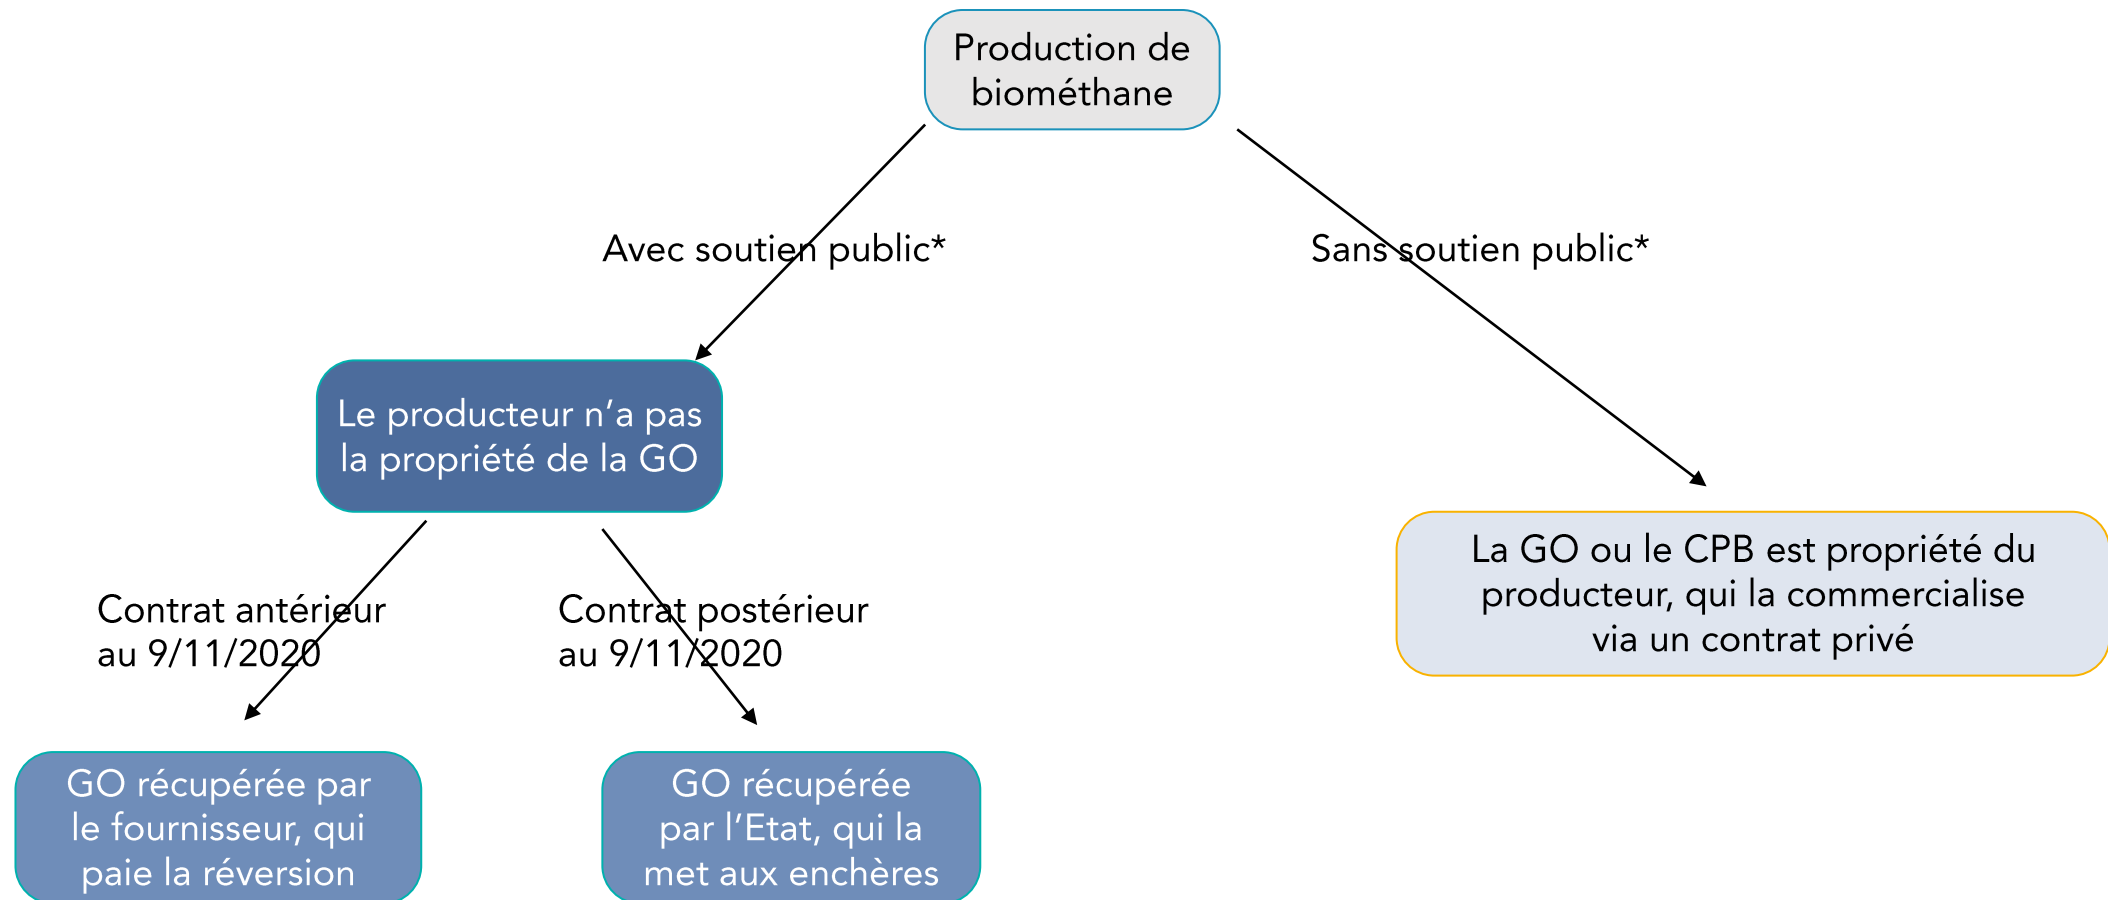 Production de
biométhane
Avec soutien public*
Sans soutien public*
Le producteur n’a pas
la propriété de la GO
La GO ou le CPB est propriété du
producteur, qui la commercialise
via un contrat privé
Contrat antérieur
au 9/11/2020
Contrat postérieur
au 9/11/2020
GO récupérée par
le fournisseur, qui
paie la réversion
GO récupérée
par l’Etat, qui la
met aux enchères